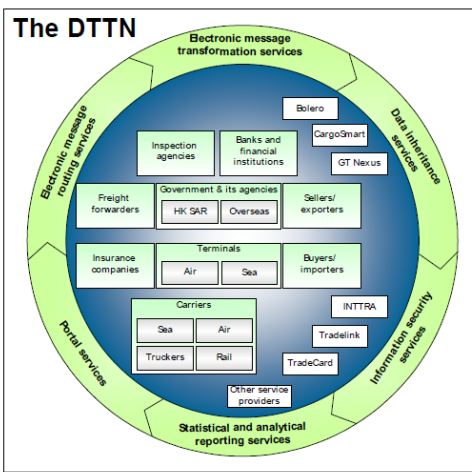 The DTTN
Electronic message
transformation services
Electronic message
routing services
Data inheritance
services
Bolero
CargoSmart
GT Nexus
Inspection
agencies
Banks and
financial
institutions
Freight
forwarders
Government & its agencies
HK SAR
Overseas
Sellers/
exporters
Insurance
companies
Terminals
Air
Sea
Buyers/
importers
Carriers
Sea
Air
Truckers
Rail
INTTRA
Tradelink
TradeCard
Other service
providers
Portal services
Information security
services
Statistical and analytical
reporting services